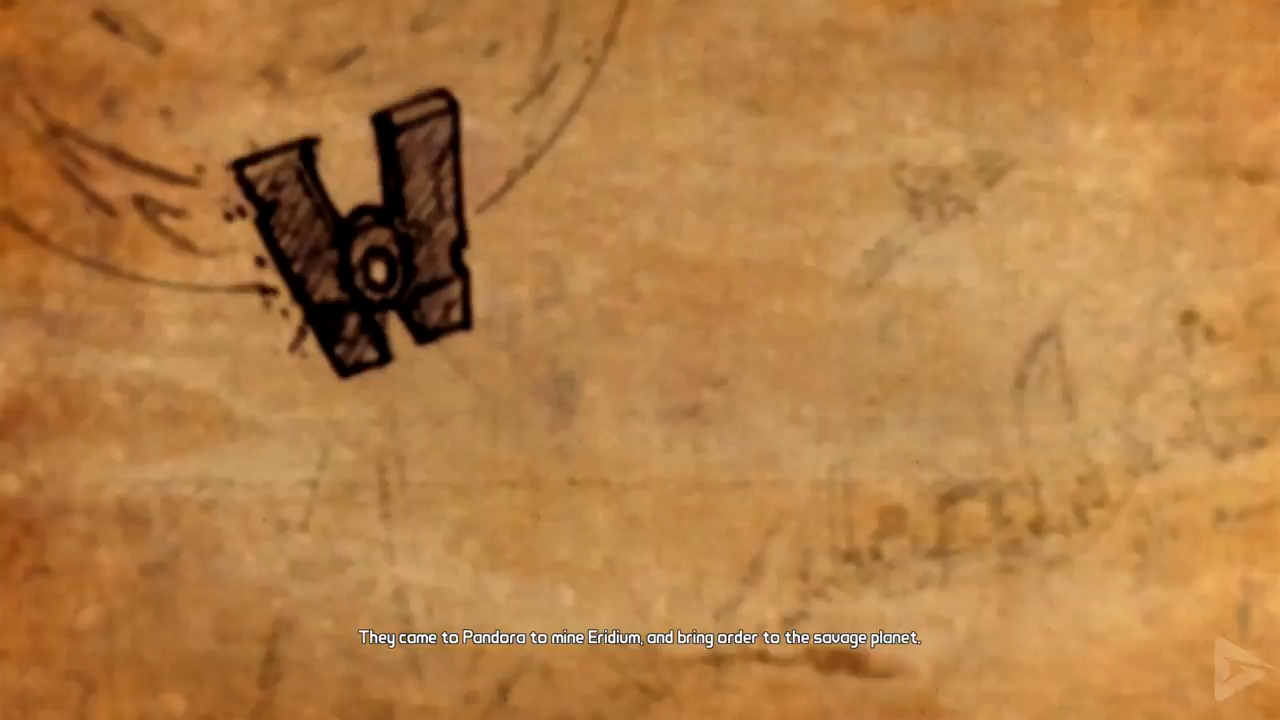 They came to Pandora to mine Eridium, and bring order to the savage planet.